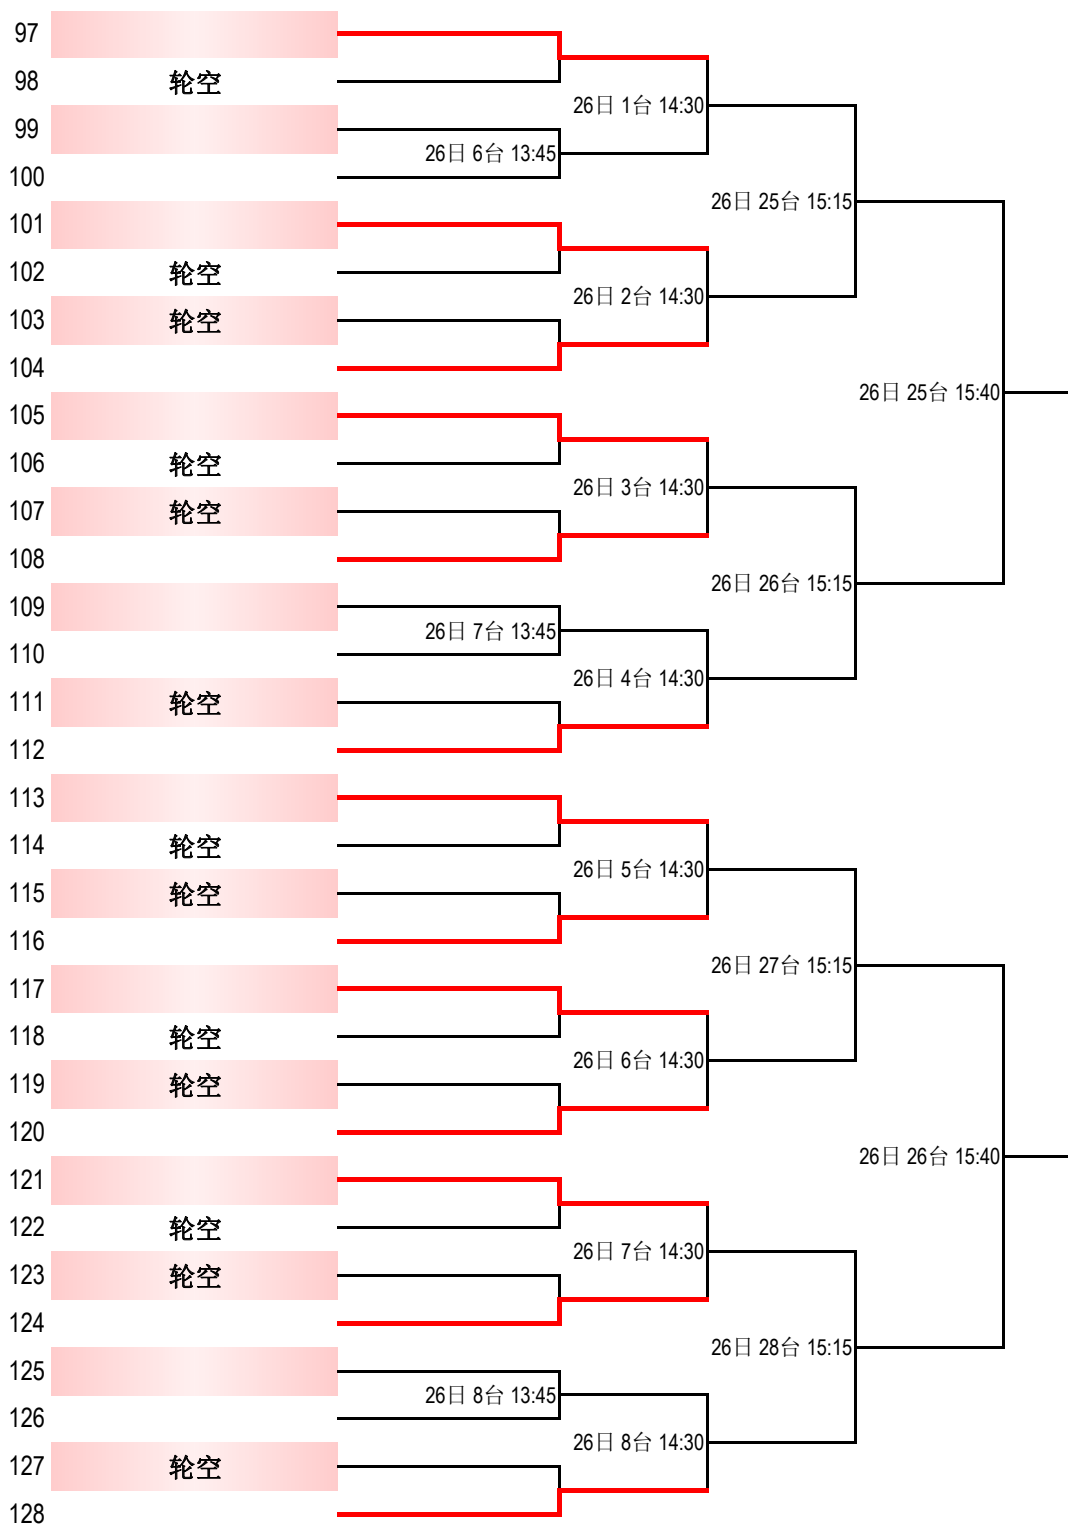 97
98 轮空
26日 1台 14:30
99
26日 6台 13:45
100
26日 25台 15:15
101
102 轮空
26日 2台 14:30
103 轮空
104
26日 25台 15:40
105
106 轮空
26日 3台 14:30
107 轮空
108
26日 26台 15:15
109
26日 7台 13:45
110
26日 4台 14:30
111 轮空
112
113
114 轮空
26日 5台 14:30
115 轮空
116
26日 27台 15:15
117
118 轮空
26日 6台 14:30
119 轮空
120
26日 26台 15:40
121
122 轮空
26日 7台 14:30
123 轮空
124
26日 28台 15:15
125
26日 8台 13:45
126
26日 8台 14:30
127 轮空
128